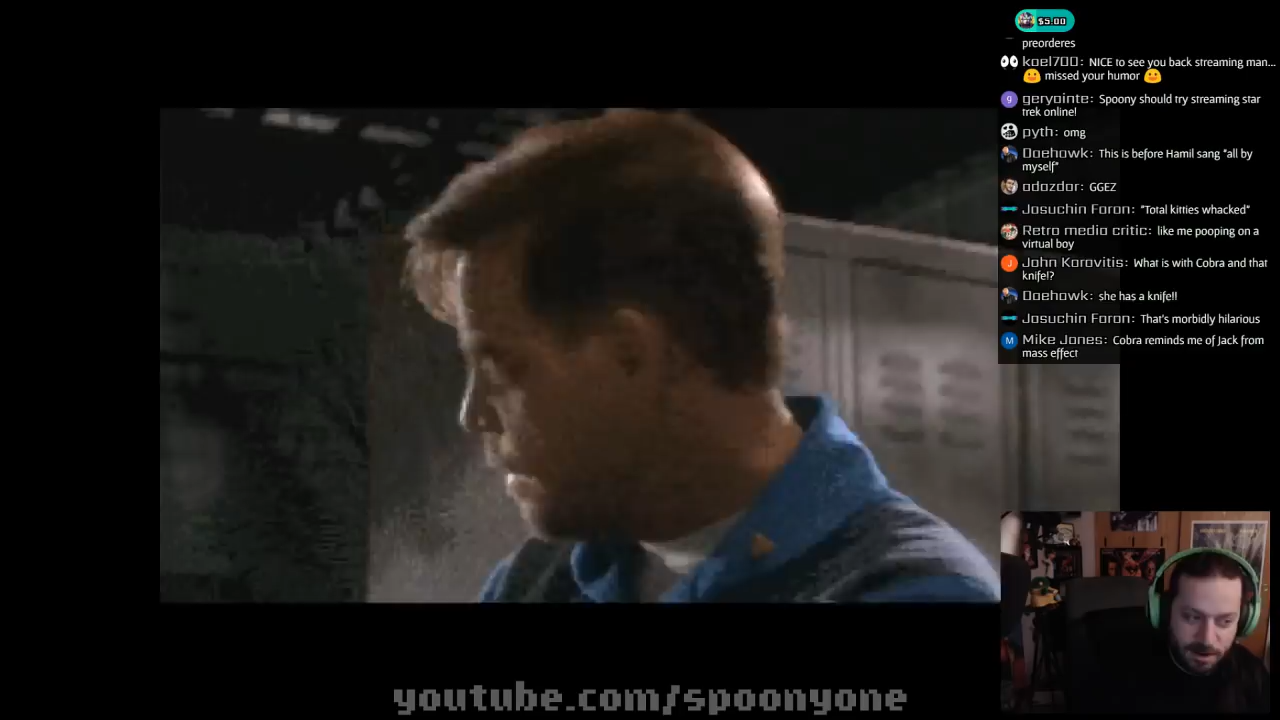 $5.00
preorderes
koel700: NICE to see you back streaming man...
missed your humor
g geryointe: Spoony should try streaming star
trek online!
pyth: omg
Daehawk: This is before Hamil sang "all by
myself"
adazdar: GGEZ
Josuchin Foron: "Total kitties whacked"
Retro media critic: like me pooping on a
virtual boy
J John Karavitis: What is with Cobra and that
knife!?
Daehawk: she has a knife!!
Josuchin Foron: That's morbidly hilarious
M Mike Jones: Cobra reminds me of Jack from
mass effect
youtube.com/spoonyone